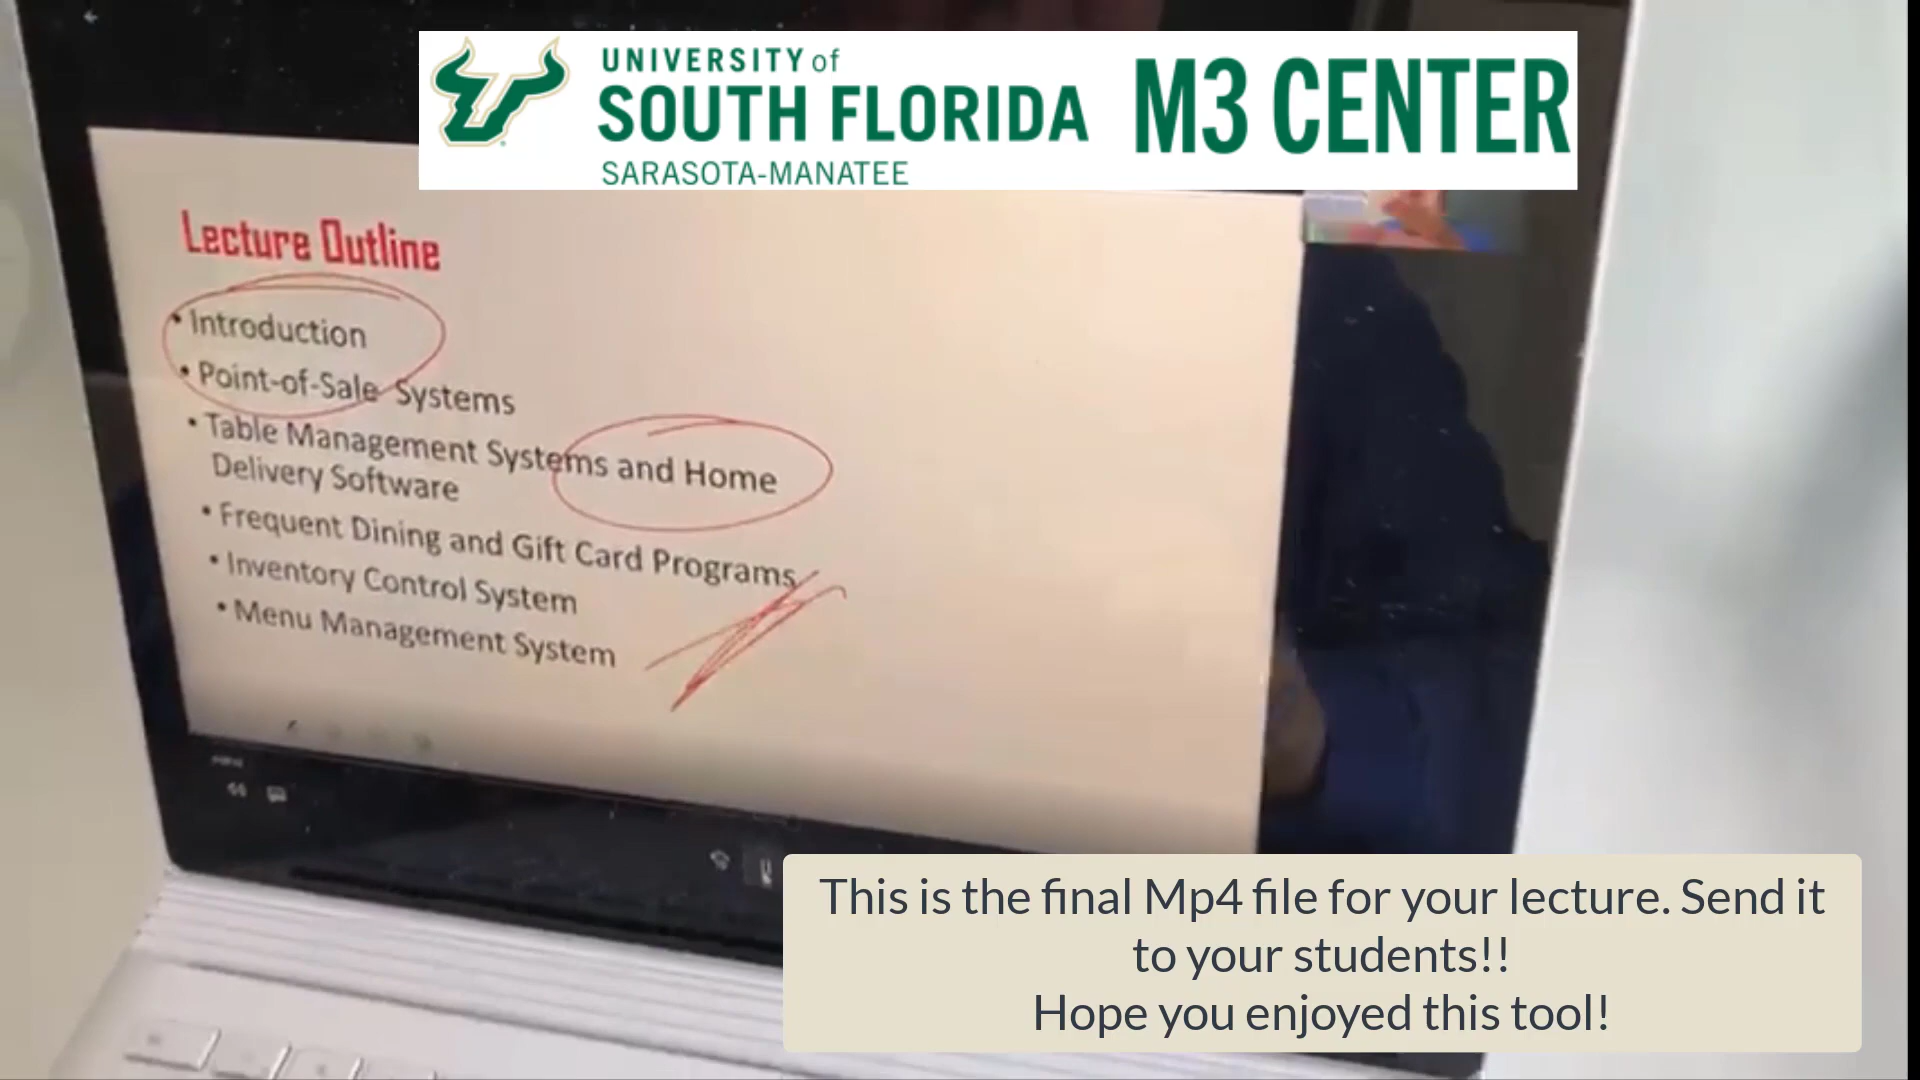 UNIVERSITY of
SOUTH FLORIDA
SARASOTA-MANATEE
M3 CENTER
Lecture Outline
• Introduction
• Point-of-Sale Systems
• Table Management Systems and Home
Delivery Software
• Frequent Dining and Gift Card Programs
• Inventory Control System
• Menu Management System
This is the final Mp4 file for your lecture. Send it
to your students!!
Hope you enjoyed this tool!